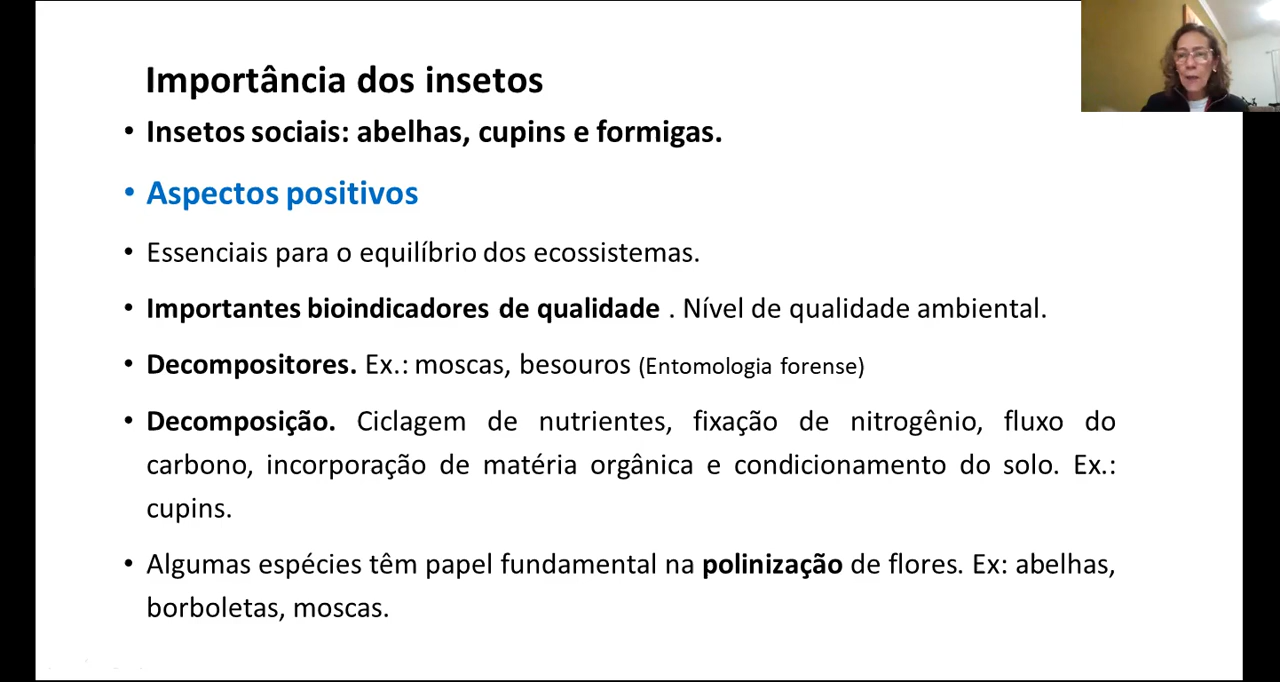 Importância dos insetos
• Insetos sociais: abelhas, cupins e formigas.
• Aspectos positivos
• Essenciais para o equilíbrio dos ecossistemas.
• Importantes bioindicadores de qualidade . Nível de qualidade ambiental.
• Decompositores. Ex.: moscas, besouros (Entomologia forense)
• Decomposição. Ciclagem de nutrientes, fixação de nitrogênio, fluxo do
carbono, incorporação de matéria orgânica e condicionamento do solo. Ex.:
cupins.
• Algumas espécies têm papel fundamental na polinização de flores. Ex: abelhas,
borboletas, moscas.